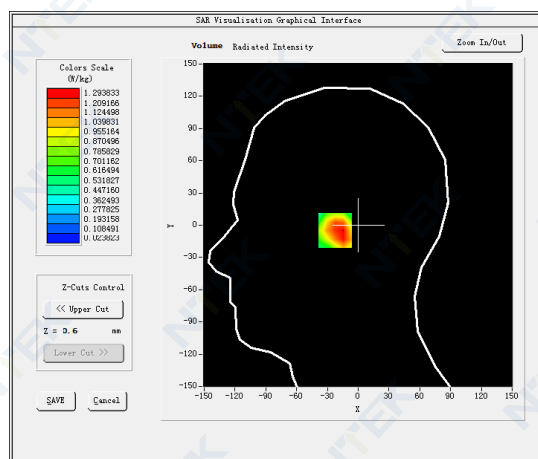 SAR Visualisation Graphical Interface
Volume Radiated Intensity
Zoom In/Out
Colors Scale
(W/kg)
1.293833
1.209166
1.124498
1.039831
0.955164
0.870496
0.785829
0.701162
0.616494
0.531827
0.447160
0.362493
0.277825
0.193158
0.108491
0.023823
150
120
90
60
30
0
-30
-60
-90
-120
-150
Y
-150 -120 -90 -60 -30 0 30 60 90 120 150
X
Z-Cuts Control
<< Upper Cut
Z = 0.6 mm
Lower Cut >>
SAVE
Cancel
NTEK